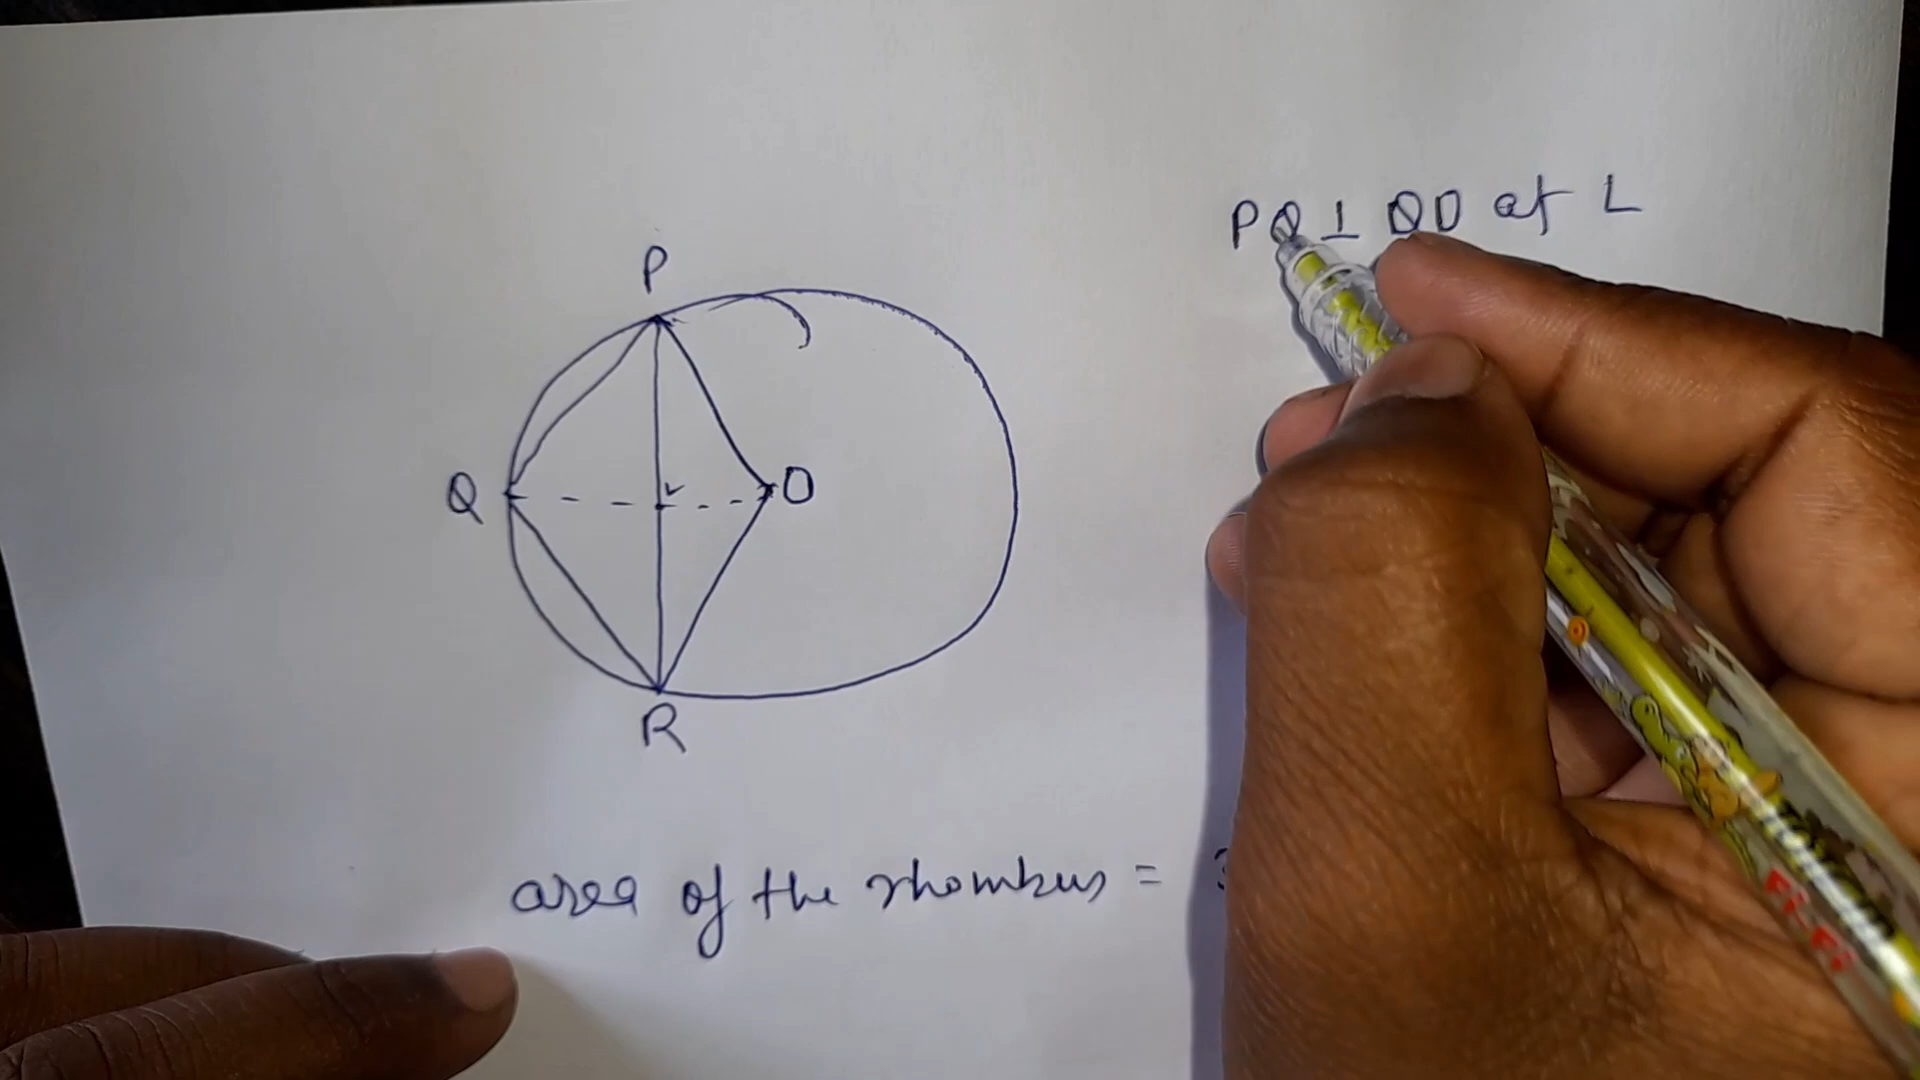 PQ ⊥ QO at L
P
Q
O
R
area of the rhombus =